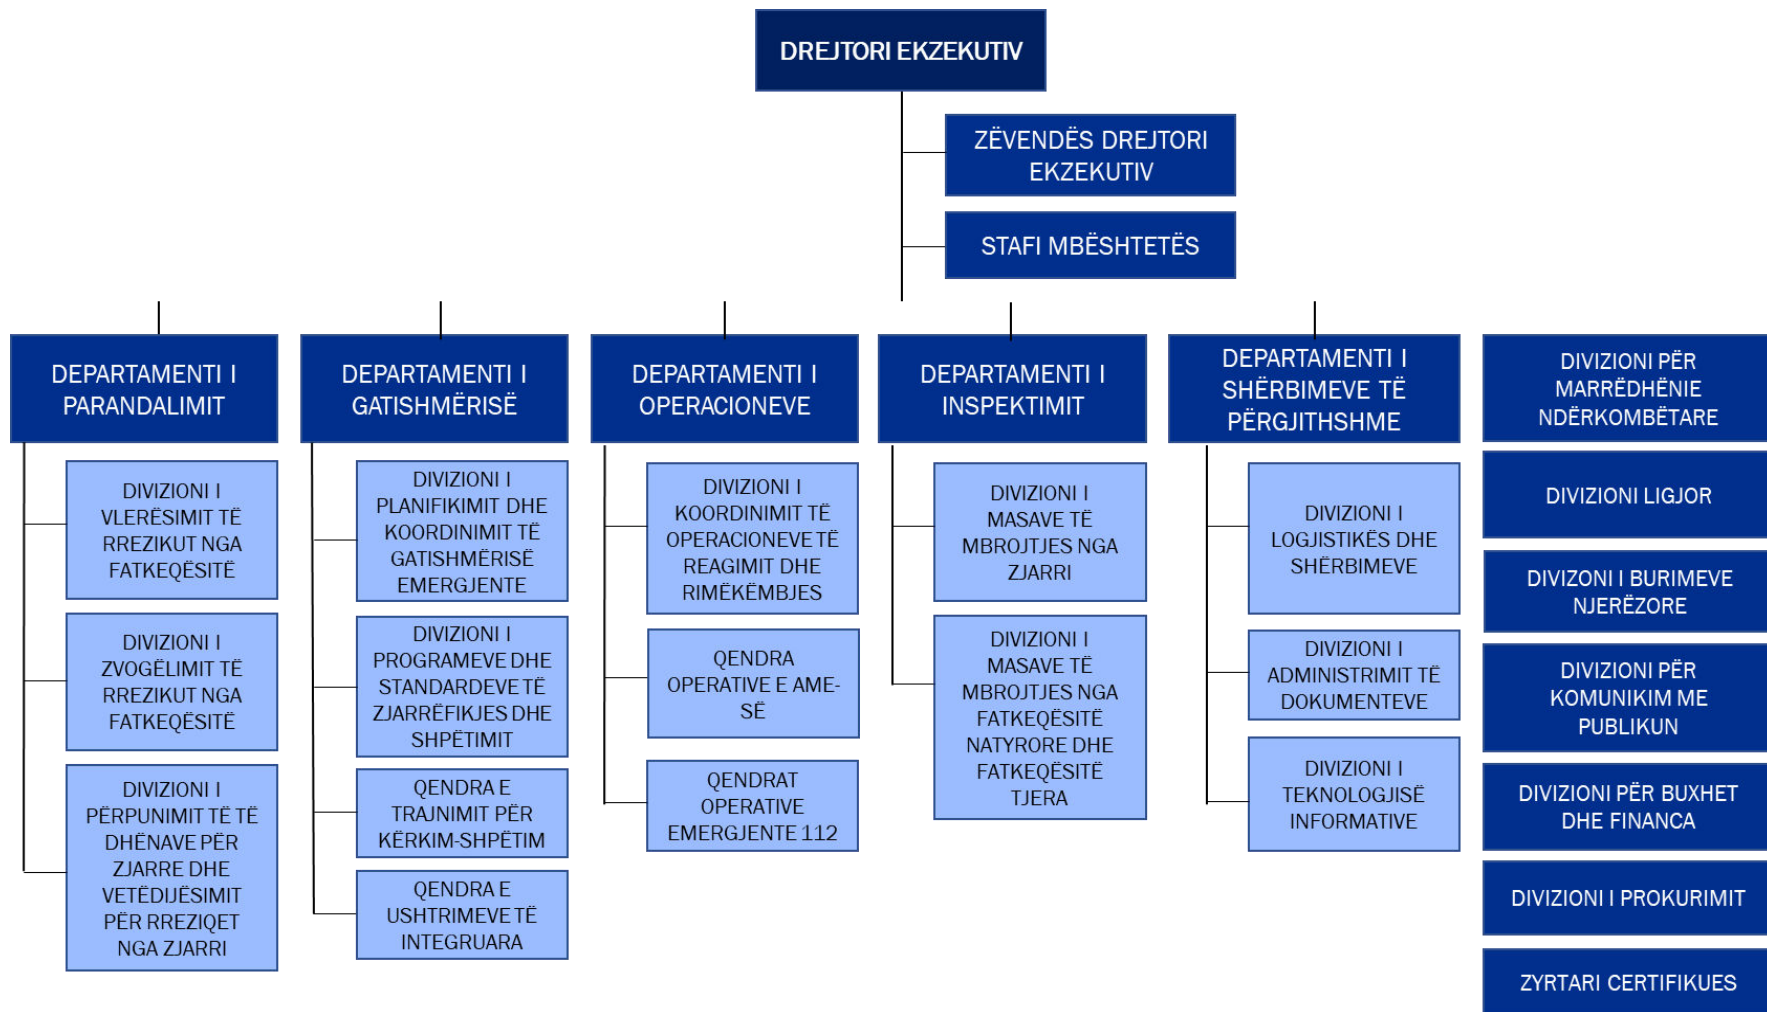 DREJTORI EKZEKUTIV
ZËVENDËS DREJTORI
EKZEKUTIV
STAFI MBËSHTETËS
DEPARTAMENTI I
PARANDALIMIT
DIVIZIONI I
VLERËSIMIT TË
RREZIKUT NGA
FATKEQËSITË
DIVIZIONI I
ZVOGËLIMIT TË
RREZIKUT NGA
FATKEQËSITË
DIVIZIONI I
PËRPUNIMIT TË TË
DHËNAVE PËR
ZJARRE DHE
VETËDIJËSIMIT
PËR RREZIQET
NGA ZJARRI
DEPARTAMENTI I
GATISHMËRISË
DIVIZIONI I
PLANIFIKIMIT DHE
KOORDINIMIT TË
GATISHMËRISË
EMERGJENTE
DIVIZIONI I
PROGRAMEVE DHE
STANDARDEVE TË
ZJARRËFIKJES DHE
SHPËTIMIT
QENDRA E
TRAJNIMIT PËR
KËRKIM-SHPËTIM
QENDRA E
USHTRIMEVE TË
INTEGRUARA
DEPARTAMENTI I
OPERACIONEVE
DIVIZIONI I
KOORDINIMIT TË
OPERACIONEVE TË
REAGIMIT DHE
RIMËKËMBJES
QENDRA
OPERATIVE E AME-
SË
QENDRAT
OPERATIVE
EMERGJENTE 112
DEPARTAMENTI I
INSPEKTIMIT
DIVIZIONI I
MASAVE TË
MBROJTJES NGA
ZJARRI
DIVIZIONI I
MASAVE TË
MBROJTJES NGA
FATKEQËSITË
NATYRORE DHE
FATKEQËSITË
TJERA
DEPARTAMENTI I
SHËRBIMEVE TË
PËRGJITHSHME
DIVIZIONI I
LOGJISTIKËS DHE
SHËRBIMEVE
DIVIZIONI I
ADMINISTRIMIT TË
DOKUMENTEVE
DIVIZIONI I
TEKNOLOGJISË
INFORMATIVE
DIVIZIONI PËR
MARRËDHËNIE
NDËRKOMBËTARE
DIVIZIONI LIGJOR
DIVIZONI I BURIMEVE
NJERËZORE
DIVIZIONI PËR
KOMUNIKIM ME
PUBLIKUN
DIVIZIONI PËR BUXHET
DHE FINANCA
DIVIZIONI I PROKURIMIT
ZYRTARI CERTIFIKUES